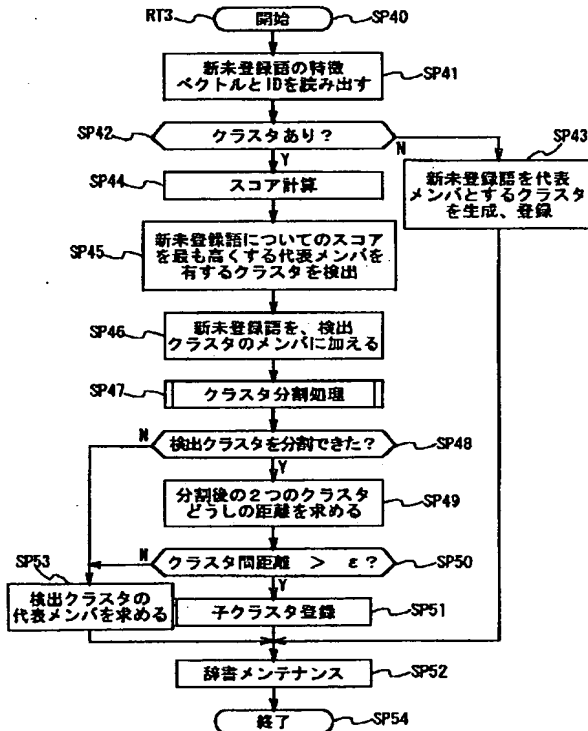 RT3 開始 SP40
新未登録語の特徴
ベクトルとIDを読み出す
SP41
SP42 クラスタあり？ N
Y
SP43
新未登録語を代表
メンバとするクラスタ
を生成、登録
SP44 スコア計算
SP45
新未登録語についてのスコア
を最も高くする代表メンバを
有するクラスタを検出
SP46
新未登録語を、検出
クラスタのメンバに加える
SP47 クラスタ分割処理
N 検出クラスタを分割できた？ SP48
Y
分割後の２つのクラスタ
どうしの距離を求める
SP49
N クラスタ間距離 ＞ ε？ SP50
Y
SP53
検出クラスタの
代表メンバを求める
子クラスタ登録 SP51
辞書メンテナンス SP52
終了 SP54